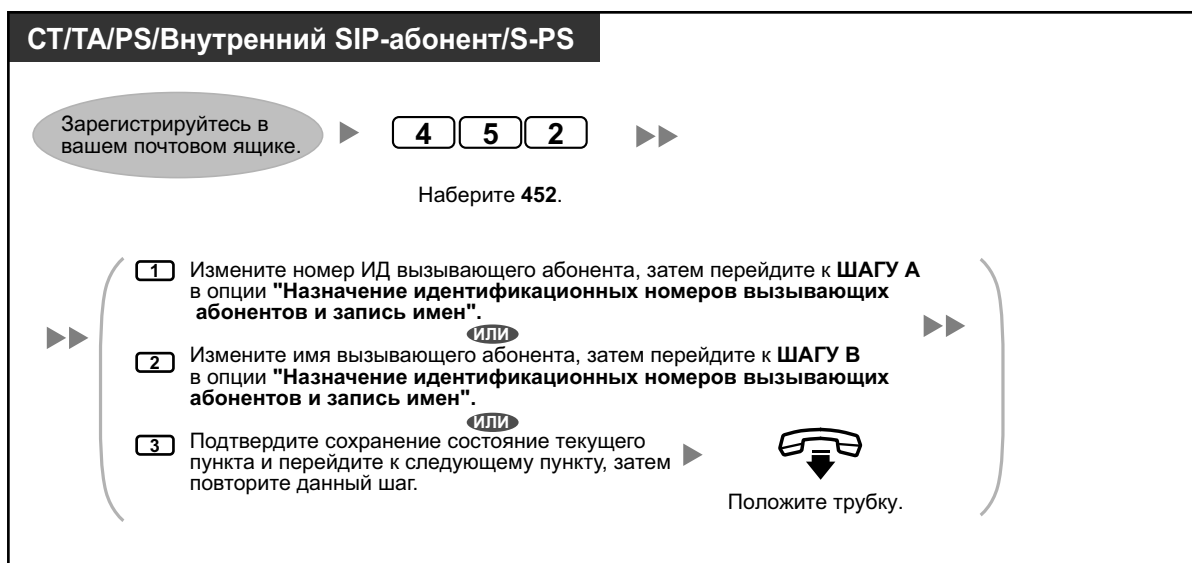 CT/TA/PS/Внутренний SIP-абонент/S-PS
Зарегистрируйтесь в
вашем почтовом ящике.
4 5 2
Наберите 452.
1 Измените номер ИД вызывающего абонента, затем перейдите к ШАГУ A
в опции "Назначение идентификационных номеров вызывающих
абонентов и запись имен".
ИЛИ
2 Измените имя вызывающего абонента, затем перейдите к ШАГУ B
в опции "Назначение идентификационных номеров вызывающих
абонентов и запись имен".
ИЛИ
3 Подтвердите сохранение состояние текущего
пункта и перейдите к следующему пункту, затем
повторите данный шаг.
Положите трубку.